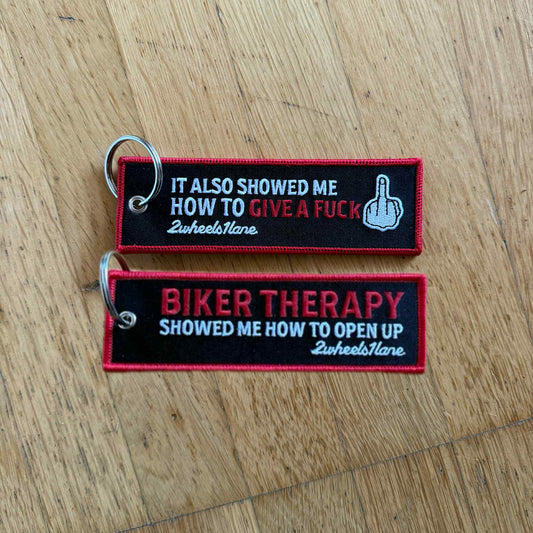 IT ALSO SHOWED ME
HOW TO GIVE A FUCK
2wheels1lane
BIKER THERAPY
SHOWED ME HOW TO OPEN UP
2wheels1lane